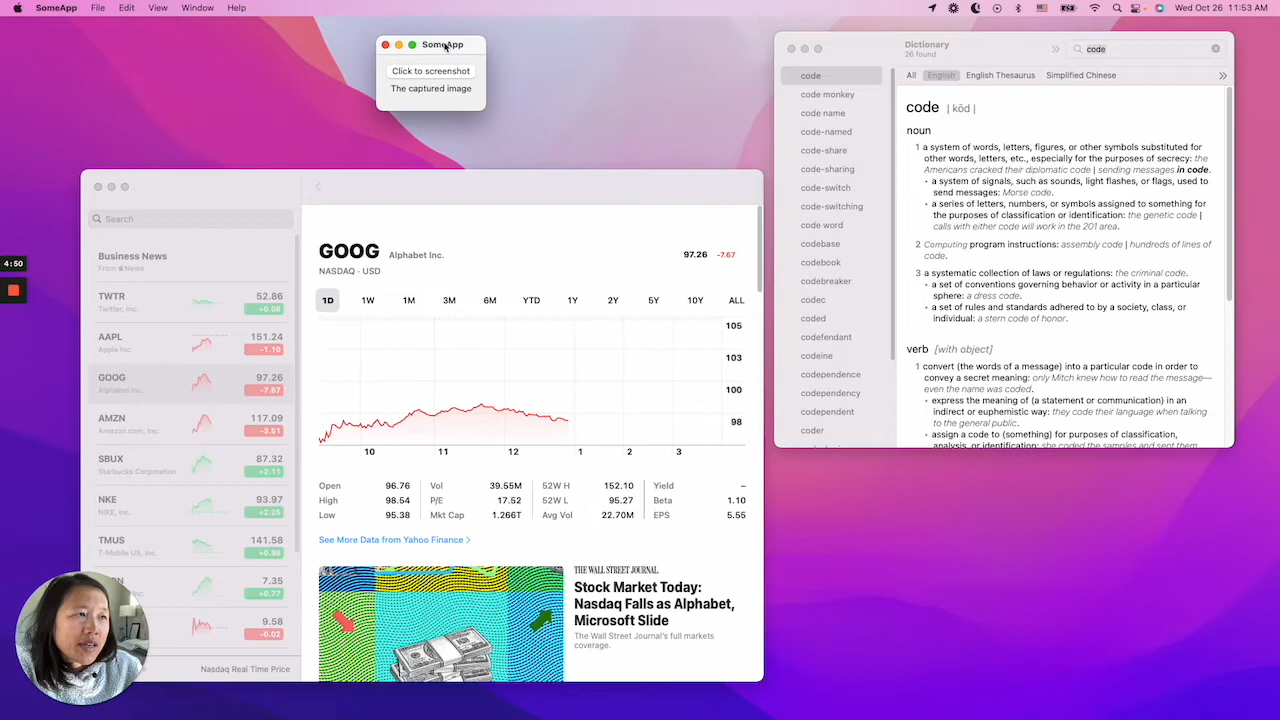 SomeApp File Edit View Window Help
Wed Oct 26 11:53 AM
SomeApp
Click to screenshot
The captured image
4:50
Search
Business News
From News
TWTR 52.86
Twitter, Inc. +0.08
AAPL 151.24
Apple Inc. -1.10
GOOG 97.26
Alphabet Inc. -7.67
AMZN 117.09
Amazon.com, Inc. -3.51
SBUX 87.32
Starbucks Corporation +2.11
NKE 93.97
NIKE, Inc. +2.25
TMUS 141.58
T-Mobile US, Inc. +0.95
7.35
+0.77
9.58
-0.02
Nasdaq Real Time Price
GOOG Alphabet Inc. 97.26 -7.67
NASDAQ · USD
1D 1W 1M 3M 6M YTD 1Y 2Y 5Y 10Y ALL
105
103
100
98
10 11 12 1 2 3
Open 96.76 Vol 39.55M 52W H 152.10 Yield –
High 98.54 P/E 17.52 52W L 95.27 Beta 1.10
Low 95.38 Mkt Cap 1.266T Avg Vol 22.70M EPS 5.55
See More Data from Yahoo Finance
THE WALL STREET JOURNAL.
Stock Market Today:
Nasdaq Falls as Alphabet,
Microsoft Slide
The Wall Street Journal's full markets
coverage.
Dictionary
26 found
code
All English English Thesaurus Simplified Chinese
code
code monkey
code name
code-named
code-share
code-sharing
code-switch
code-switching
code word
codebase
codebook
codebreaker
codec
coded
codefendant
codeine
codependence
codependency
codependent
coder
code | kōd |
noun
1 a system of words, letters, figures, or other symbols substituted for
other words, letters, etc., especially for the purposes of secrecy: the
Americans cracked their diplomatic code | sending messages in code.
• a system of signals, such as sounds, light flashes, or flags, used to
send messages: Morse code.
• a series of letters, numbers, or symbols assigned to something for
the purposes of classification or identification: the genetic code |
calls with either code will work in the 201 area.
2 Computing program instructions: assembly code | hundreds of lines of
code.
3 a systematic collection of laws or regulations: the criminal code.
• a set of conventions governing behavior or activity in a particular
sphere: a dress code.
• a set of rules and standards adhered to by a society, class, or
individual: a stern code of honor.
verb [with object]
1 convert (the words of a message) into a particular code in order to
convey a secret meaning: only Mitch knew how to read the message—
even the name was coded.
• express the meaning of (a statement or communication) in an
indirect or euphemistic way: they code their language when talking
to the general public.
• assign a code to (something) for purposes of classification,
analysis, or identification: she coded the samples and sent them